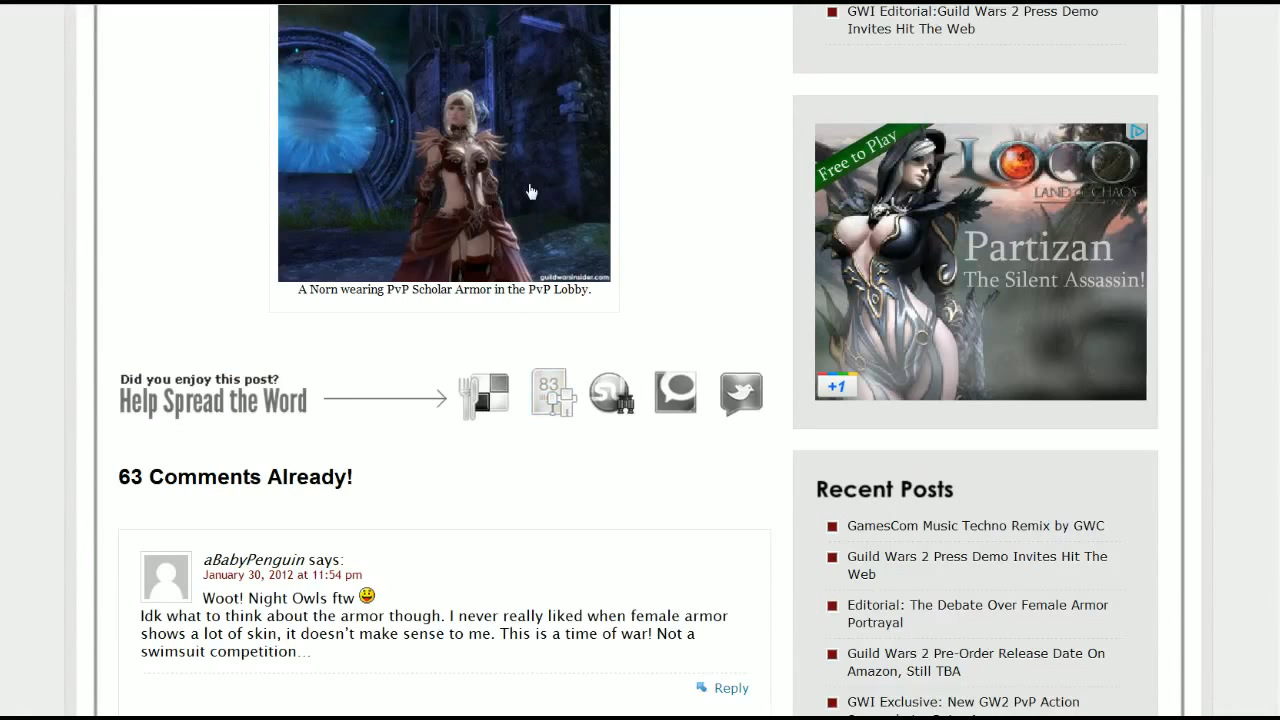 GWI Editorial:Guild Wars 2 Press Demo
Invites Hit The Web
guildwarsinsider.com
A Norn wearing PvP Scholar Armor in the PvP Lobby.
Free to Play
LOCO
LAND of CHAOS
ONLINE
Partizan
The Silent Assassin!
+1
Did you enjoy this post?
Help Spread the Word
83
63 Comments Already!
aBabyPenguin says:
January 30, 2012 at 11:54 pm
Woot! Night Owls ftw
Idk what to think about the armor though. I never really liked when female armor
shows a lot of skin, it doesn't make sense to me. This is a time of war! Not a
swimsuit competition…
Reply
Recent Posts
GamesCom Music Techno Remix by GWC
Guild Wars 2 Press Demo Invites Hit The
Web
Editorial: The Debate Over Female Armor
Portrayal
Guild Wars 2 Pre-Order Release Date On
Amazon, Still TBA
GWI Exclusive: New GW2 PvP Action